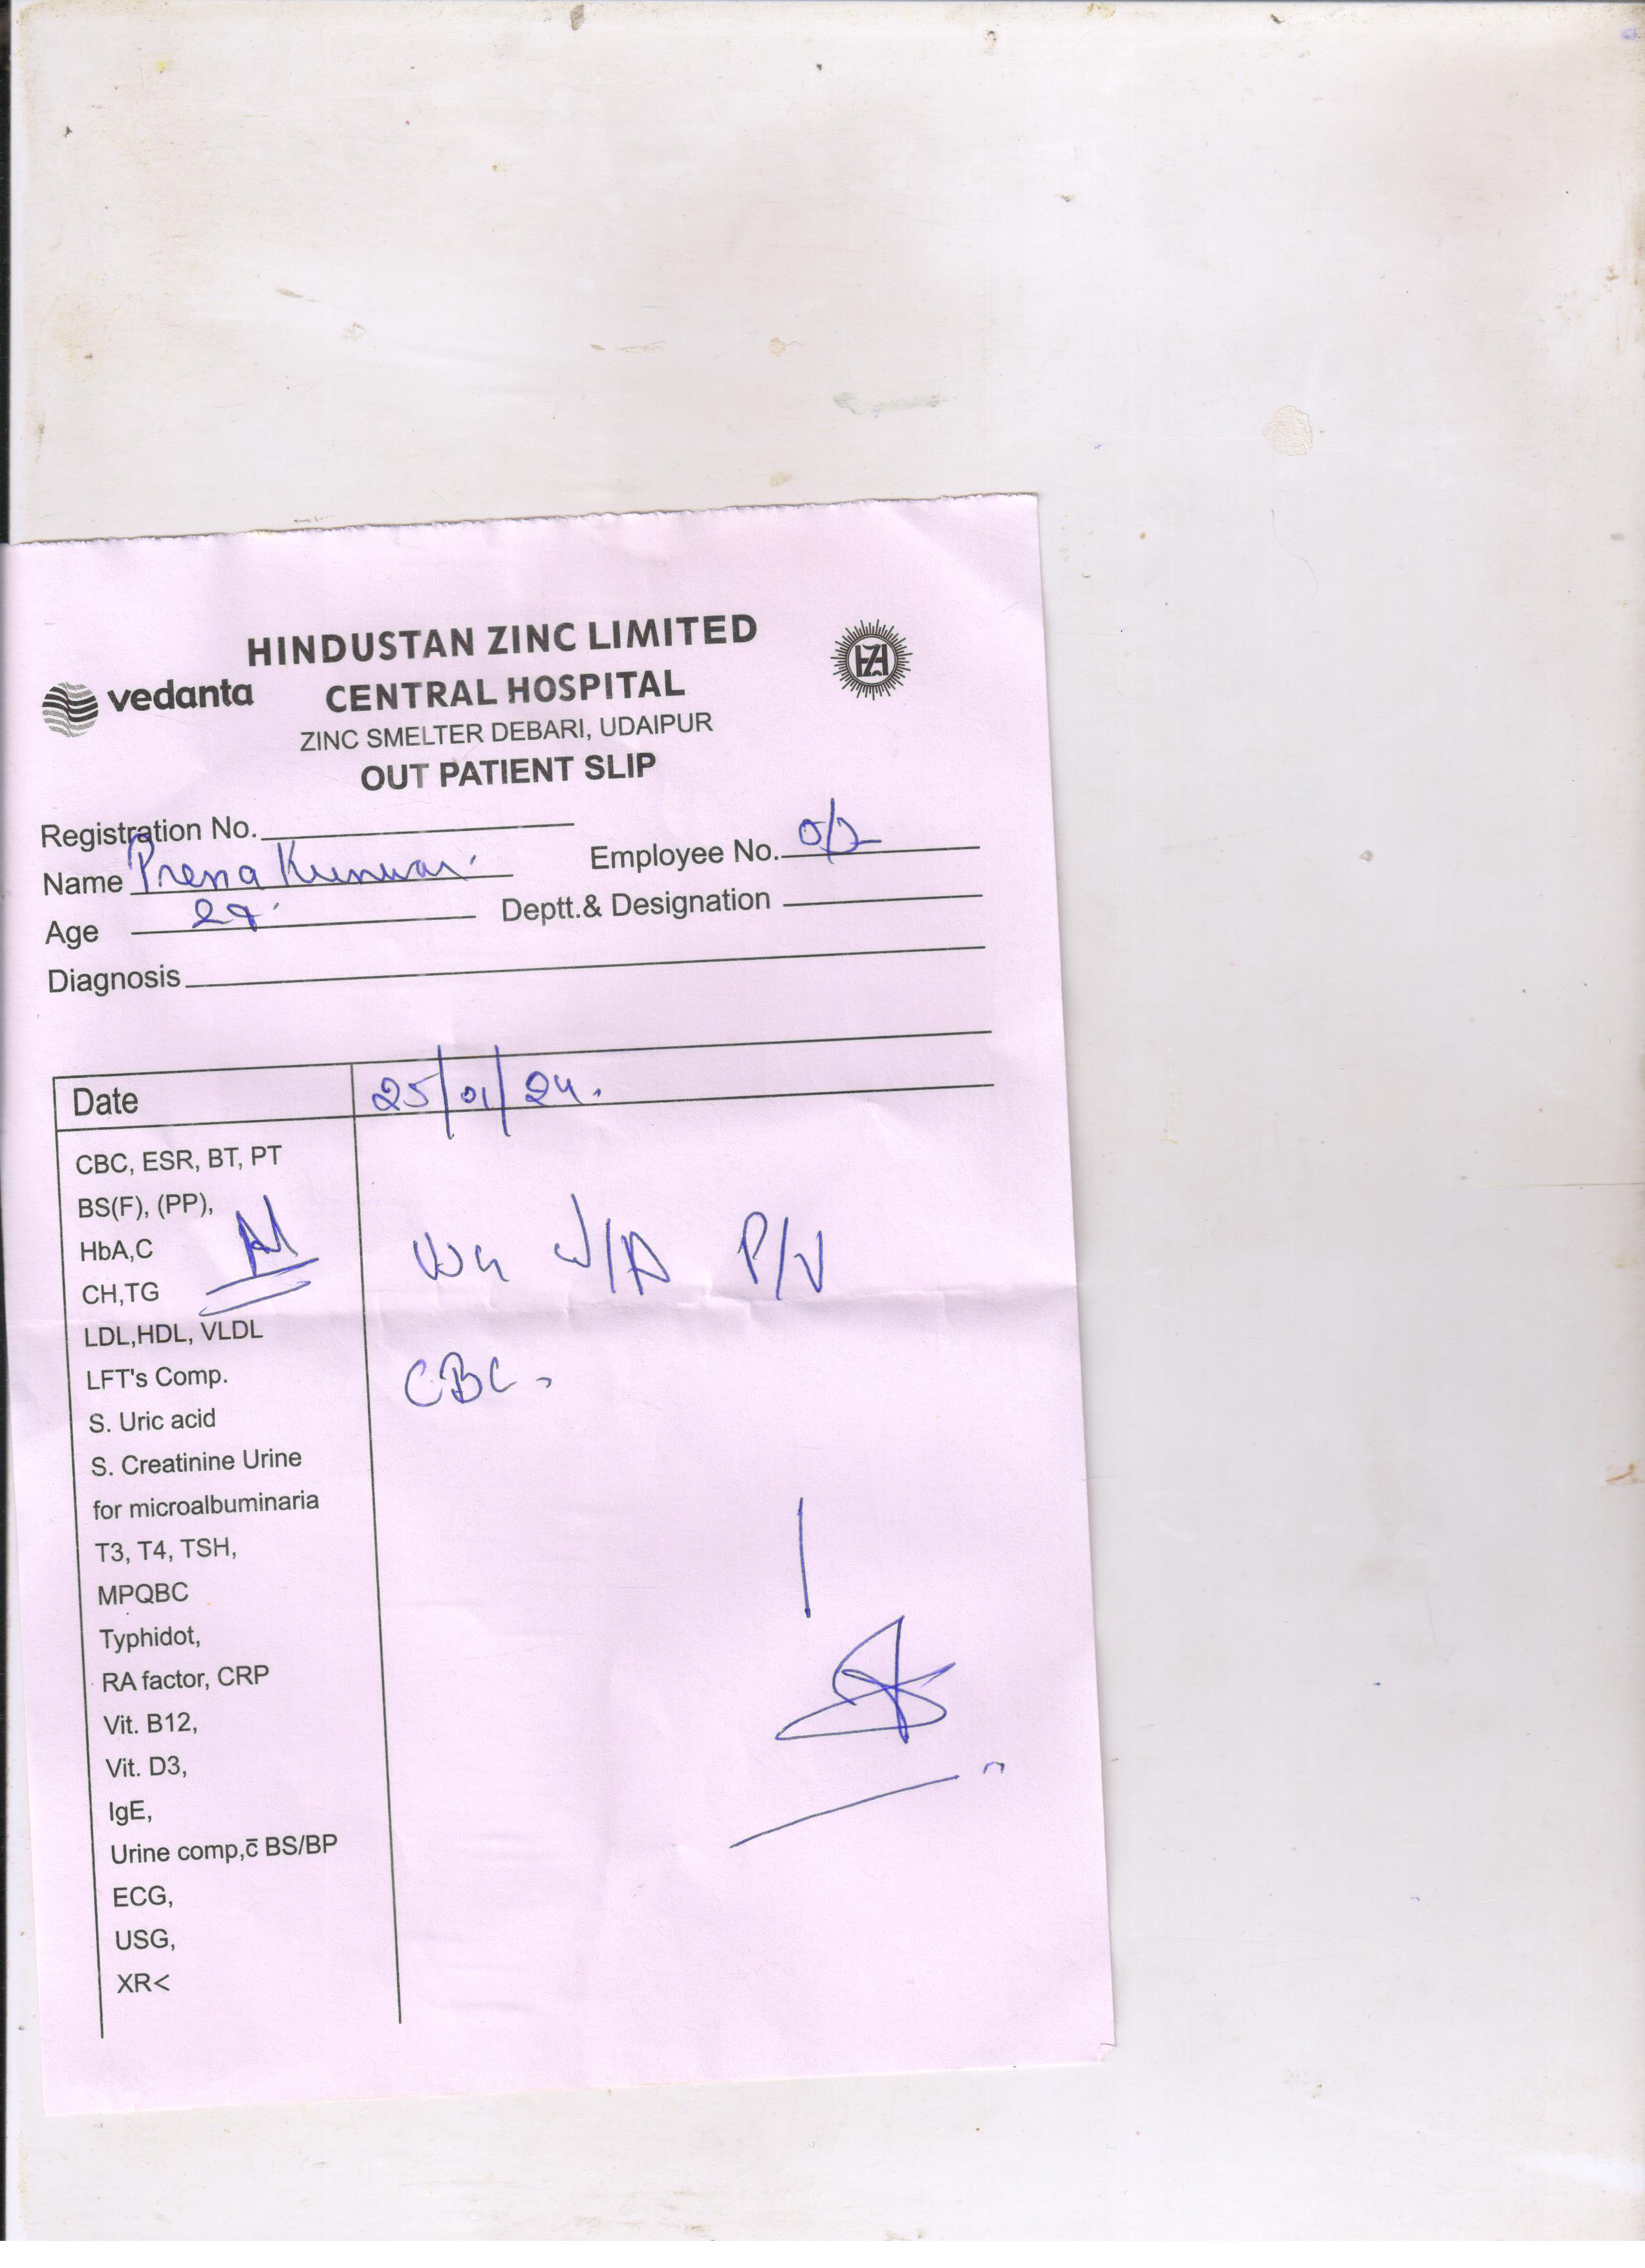 HINDUSTAN ZINC LIMITED
vedanta CENTRAL HOSPITAL
ZINC SMELTER DEBARI, UDAIPUR
OUT PATIENT SLIP
Registration No.
Name Prena Kunwar Employee No.
Age Deptt.& Designation
Diagnosis
Date 25/01/24.
CBC, ESR, BT, PT
BS(F), (PP),
HbA,C
P/V
CH,TG
LDL,HDL, VLDL
LFT's Comp.
CBC
S. Uric acid
S. Creatinine Urine
for microalbuminaria
T3, T4, TSH,
MPQBC
Typhidot,
RA factor, CRP
Vit. B12,
Vit. D3,
IgE,
Urine comp,c̄ BS/BP
ECG,
USG,
XR<